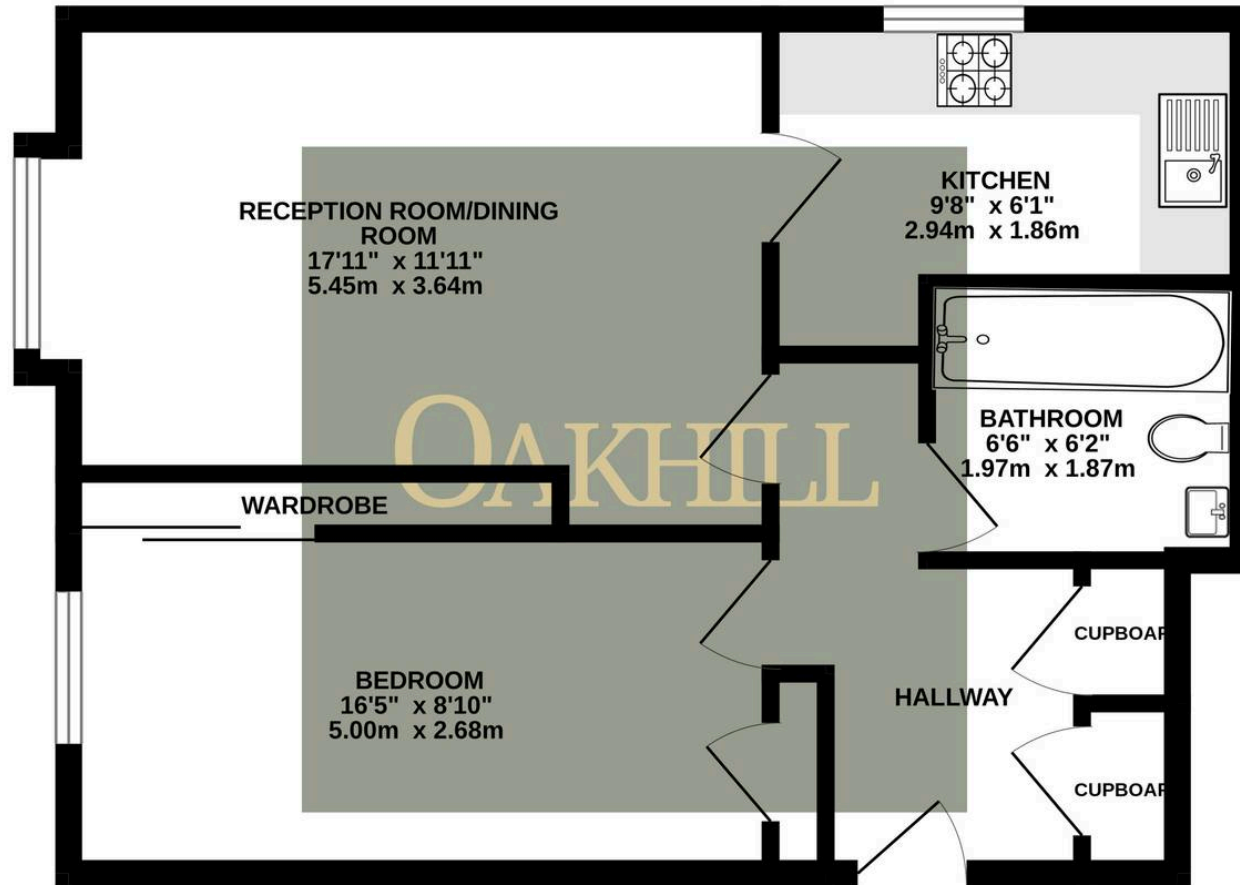 RECEPTION ROOM/DINING
ROOM
17'11" x 11'11"
5.45m x 3.64m
KITCHEN
9'8" x 6'1"
2.94m x 1.86m
OAKHILL
BATHROOM
6'6" x 6'2"
1.97m x 1.87m
WARDROBE
CUPBOAR
BEDROOM
16'5" x 8'10"
5.00m x 2.68m
HALLWAY
CUPBOAR